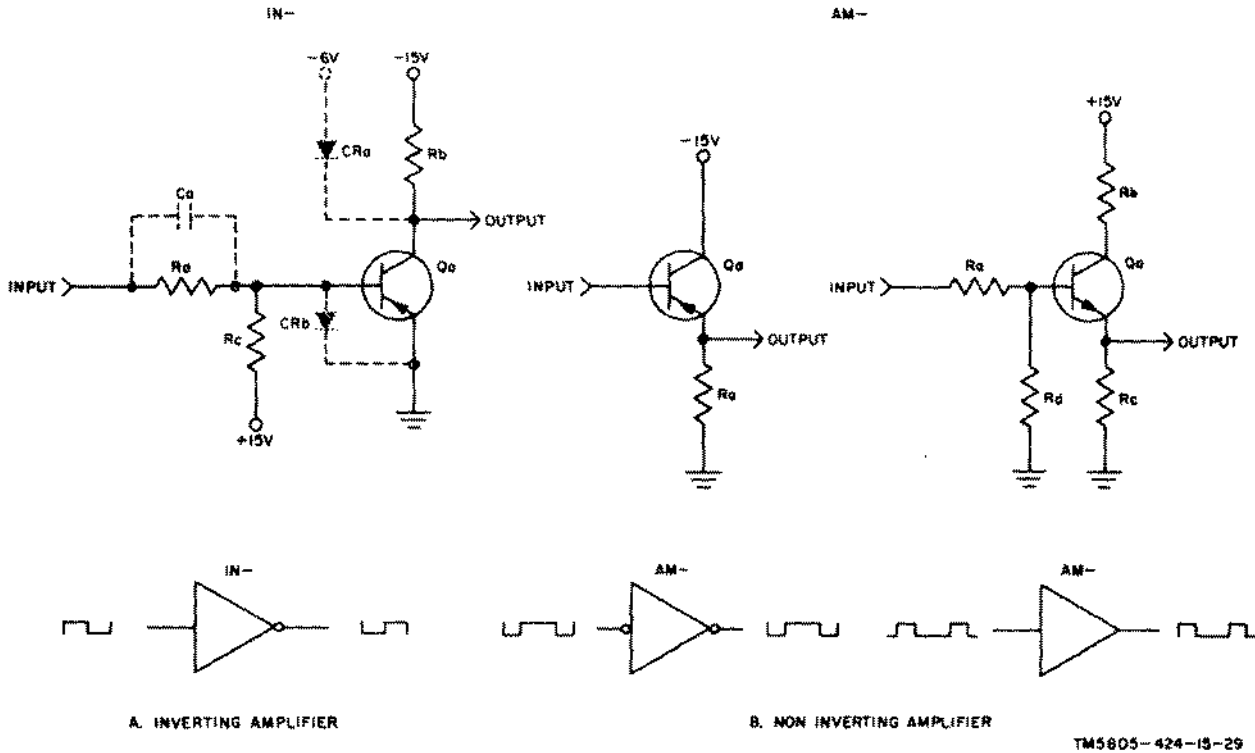 IN-
AM-
-6V
-15V
CRa
Rb
Ca
OUTPUT
Ra
Qa
INPUT
CRb
Rc
+15V
-15V
INPUT
Qa
OUTPUT
Ra
+15V
Rb
Ra
Qa
INPUT
OUTPUT
Rd
Rc
IN-
AM-
AM-
A. INVERTING AMPLIFIER
B. NON INVERTING AMPLIFIER
TM5805-424-15-29